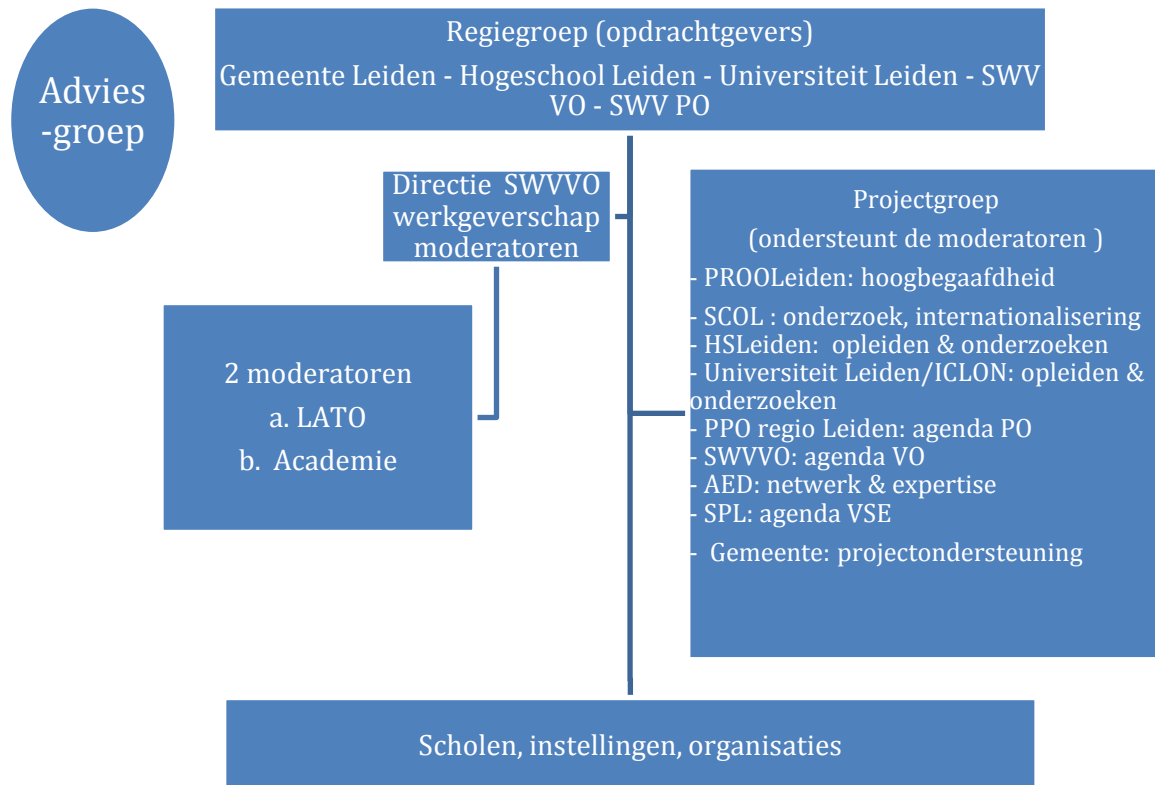 Advies
-groep
Regiegroep (opdrachtgevers)
Gemeente Leiden - Hogeschool Leiden - Universiteit Leiden - SWV
VO - SWV PO
Directie SWVVO
werkgeverschap
moderatoren
2 moderatoren
a. LATO
b. Academie
Projectgroep
(ondersteunt de moderatoren )
- PROOLeiden: hoogbegaafdheid
- SCOL : onderzoek, internationalisering
- HSLeiden: opleiden & onderzoeken
- Universiteit Leiden/ICLON: opleiden &
onderzoeken
- PPO regio Leiden: agenda PO
- SWVVO: agenda VO
- AED: netwerk & expertise
- SPL: agenda VSE
- Gemeente: projectondersteuning
Scholen, instellingen, organisaties